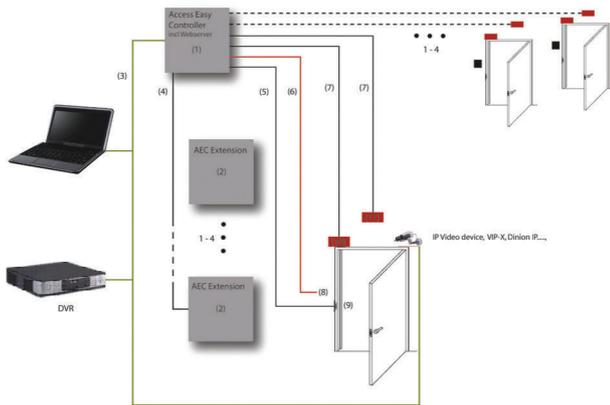 Access Easy
Controller
incl Webserver
(1)
1 - 4
(3)
(4)
(5)
(6)
(7)
(7)
AEC Extension
(2)
1 - 4
IP Video device, VIP-X, Dinion IP....,
AEC Extension
(2)
(8)
(9)
DVR